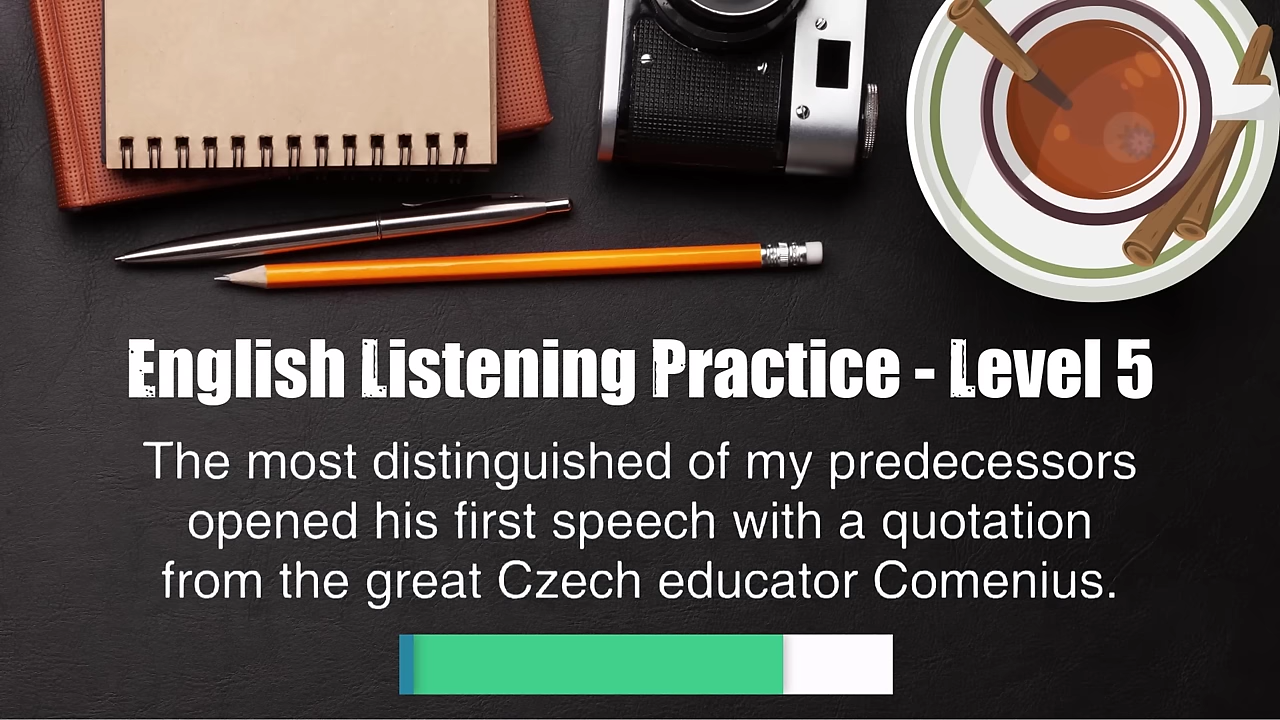 English Listening Practice - Level 5
The most distinguished of my predecessors
opened his first speech with a quotation
from the great Czech educator Comenius.